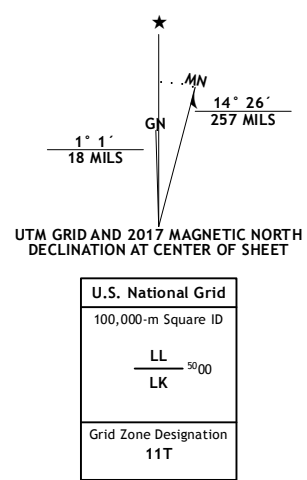 ★
MN
GN
14° 26´
257 MILS
1° 1´
18 MILS
UTM GRID AND 2017 MAGNETIC NORTH
DECLINATION AT CENTER OF SHEET
U.S. National Grid
100,000-m Square ID
LL
5000
LK
Grid Zone Designation
11T